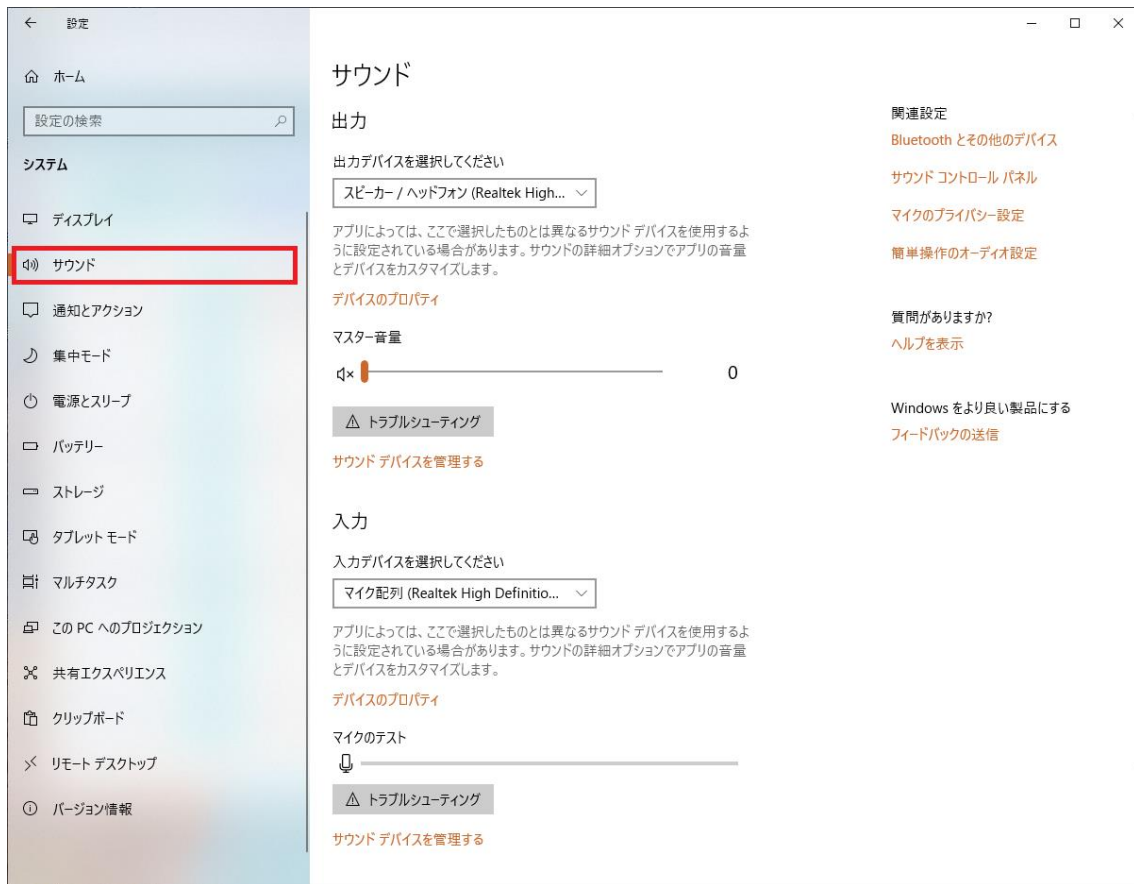 設定
ホーム
設定の検索
システム
ディスプレイ
サウンド
通知とアクション
集中モード
電源とスリープ
バッテリー
ストレージ
タブレット モード
マルチタスク
この PC へのプロジェクション
共有エクスペリエンス
クリップボード
リモート デスクトップ
バージョン情報
サウンド
出力
出力デバイスを選択してください
スピーカー / ヘッドフォン (Realtek High...
アプリによっては、ここで選択したものとは異なるサウンド デバイスを使用するよ
うに設定されている場合があります。サウンドの詳細オプションでアプリの音量
とデバイスをカスタマイズします。
デバイスのプロパティ
マスター音量
0
トラブルシューティング
サウンド デバイスを管理する
入力
入力デバイスを選択してください
マイク配列 (Realtek High Definitio...
アプリによっては、ここで選択したものとは異なるサウンド デバイスを使用するよ
うに設定されている場合があります。サウンドの詳細オプションでアプリの音量
とデバイスをカスタマイズします。
デバイスのプロパティ
マイクのテスト
トラブルシューティング
サウンド デバイスを管理する
関連設定
Bluetooth とその他のデバイス
サウンド コントロール パネル
マイクのプライバシー設定
簡単操作のオーディオ設定
質問がありますか?
ヘルプを表示
Windows をより良い製品にする
フィードバックの送信